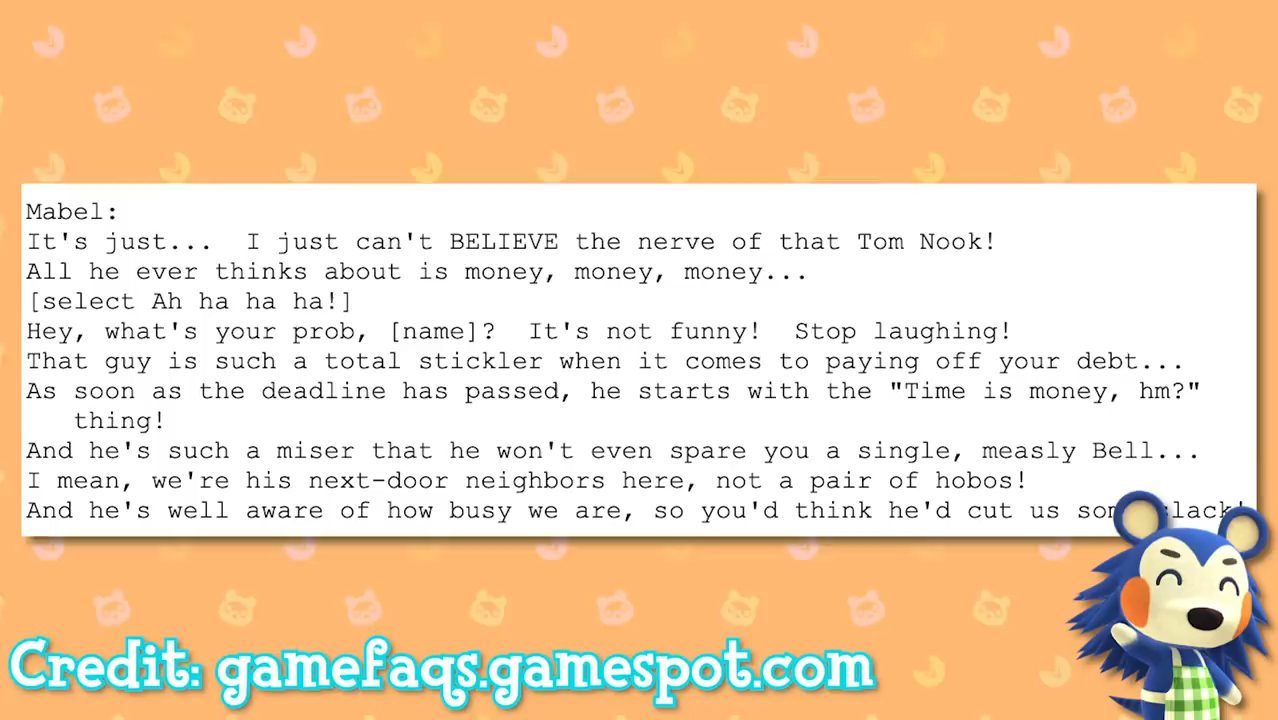 Mabel:
It's just...  I just can't BELIEVE the nerve of that Tom Nook!
All he ever thinks about is money, money, money...
[select Ah ha ha ha!]
Hey, what's your prob, [name]?  It's not funny!  Stop laughing!
That guy is such a total stickler when it comes to paying off your debt...
As soon as the deadline has passed, he starts with the "Time is money, hm?"
thing!
And he's such a miser that he won't even spare you a single, measly Bell...
I mean, we're his next-door neighbors here, not a pair of hobos!
And he's well aware of how busy we are, so you'd think he'd cut us some slack!
Credit: gamefaqs.gamespot.com